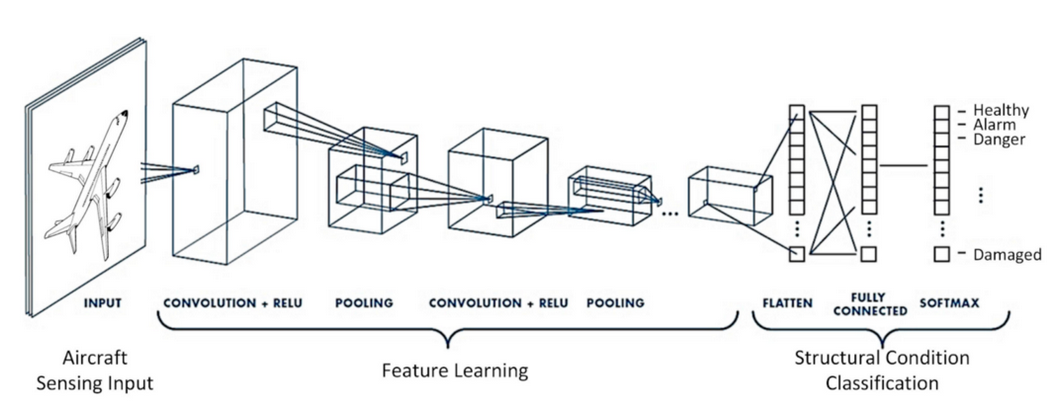 Healthy
Alarm
Danger
Damaged
INPUT
CONVOLUTION + RELU
POOLING
CONVOLUTION + RELU
POOLING
FLATTEN
FULLY
CONNECTED
SOFTMAX
Aircraft
Sensing Input
Feature Learning
Structural Condition
Classification